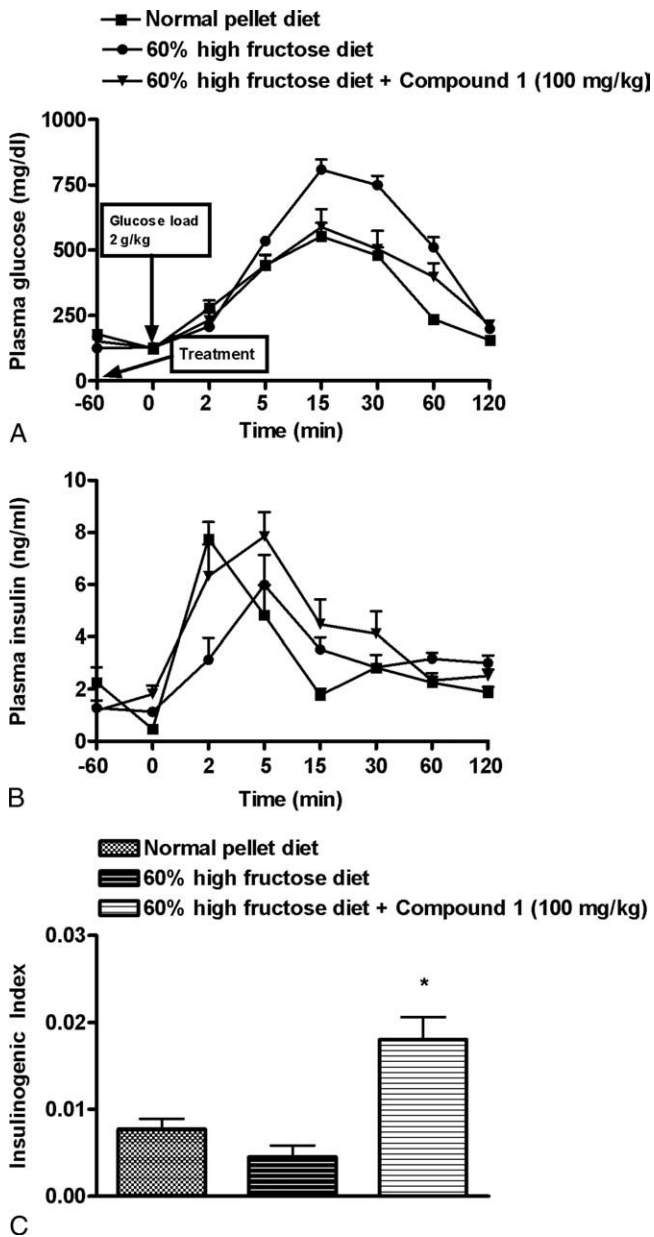 Normal pellet diet
60% high fructose diet
60% high fructose diet + Compound 1 (100 mg/kg)
1000
750
500
250
0
Plasma glucose (mg/dl)
Glucose load
2 g/kg
Treatment
-60 0 2 5 15 30 60 120
Time (min)
A
10
8
6
4
2
0
Plasma insulin (ng/ml)
-60 0 2 5 15 30 60 120
Time (min)
B
Normal pellet diet
60% high fructose diet
60% high fructose diet + Compound 1 (100 mg/kg)
0.03
0.02
0.01
0.00
Insulinogenic Index
*
C